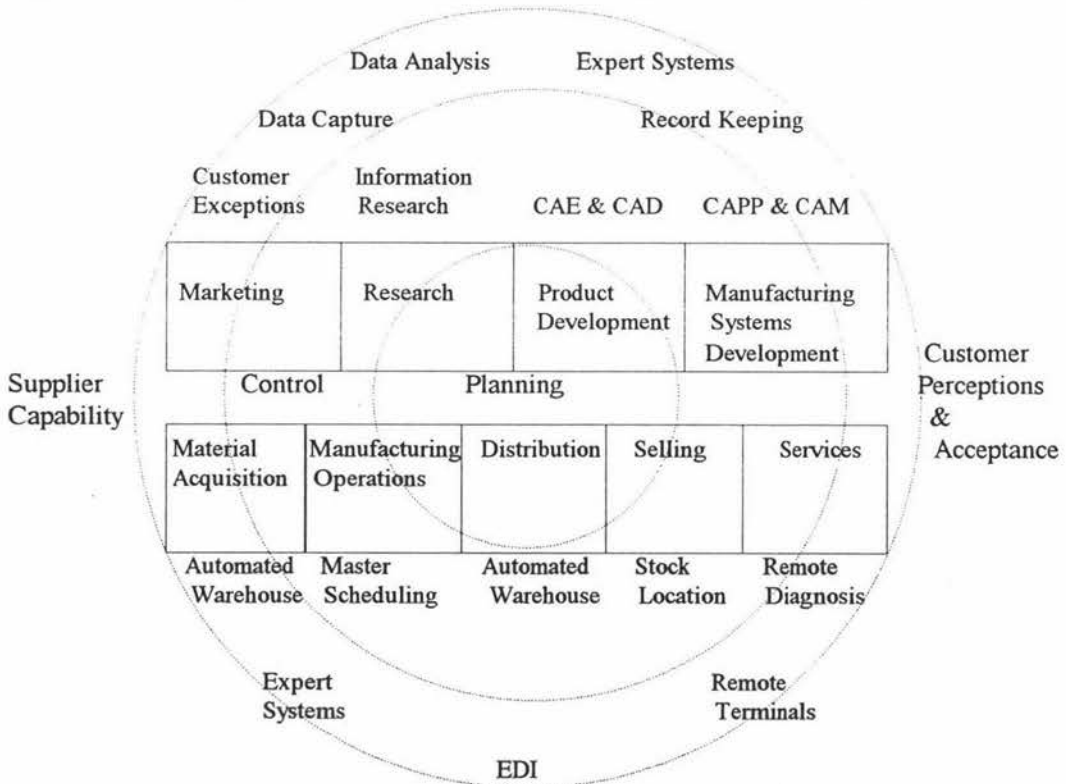 Data Analysis Expert Systems
Data Capture Record Keeping
Customer
Exceptions
Information
Research
CAE & CAD
CAPP & CAM
Marketing
Research
Product
Development
Manufacturing
Systems
Development
Supplier
Capability
Control
Planning
Customer
Perceptions
&
Acceptance
Material
Acquisition
Manufacturing
Operations
Distribution
Selling
Services
Automated
Warehouse
Master
Scheduling
Automated
Warehouse
Stock
Location
Remote
Diagnosis
Expert
Systems
Remote
Terminals
EDI